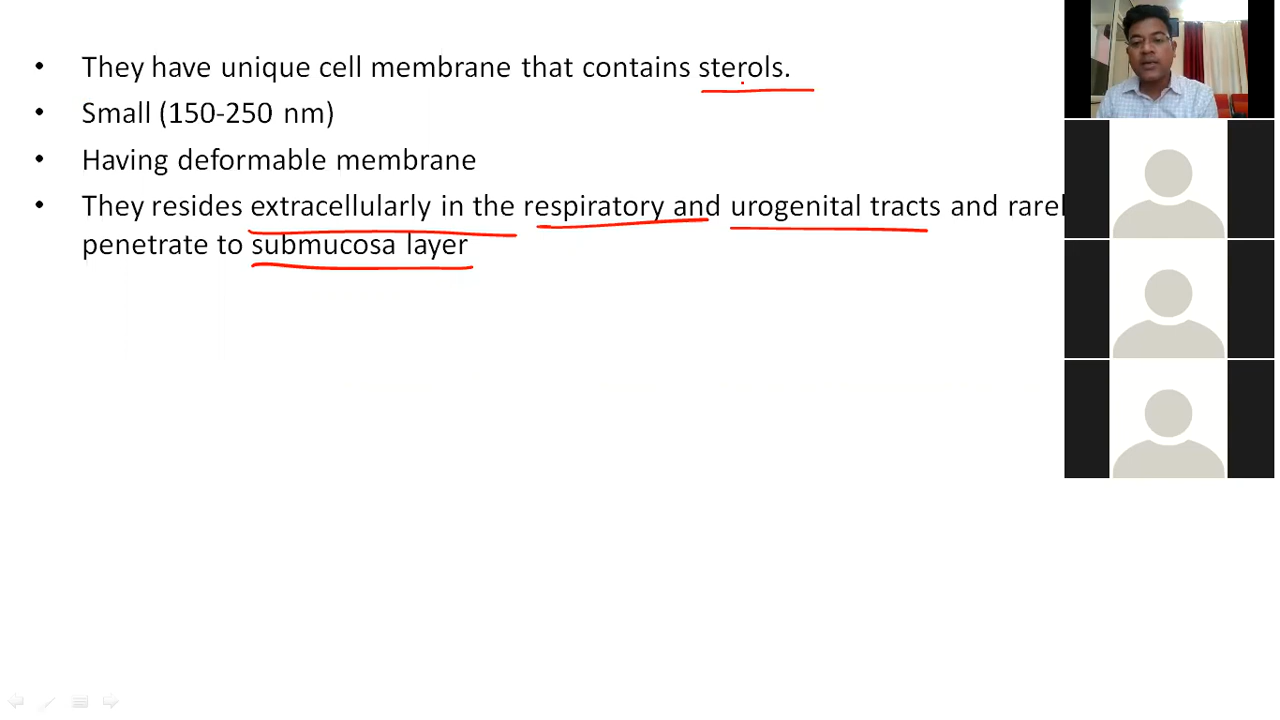 • They have unique cell membrane that contains sterols.
• Small (150-250 nm)
• Having deformable membrane
• They resides extracellularly in the respiratory and urogenital tracts and
penetrate to submucosa layer